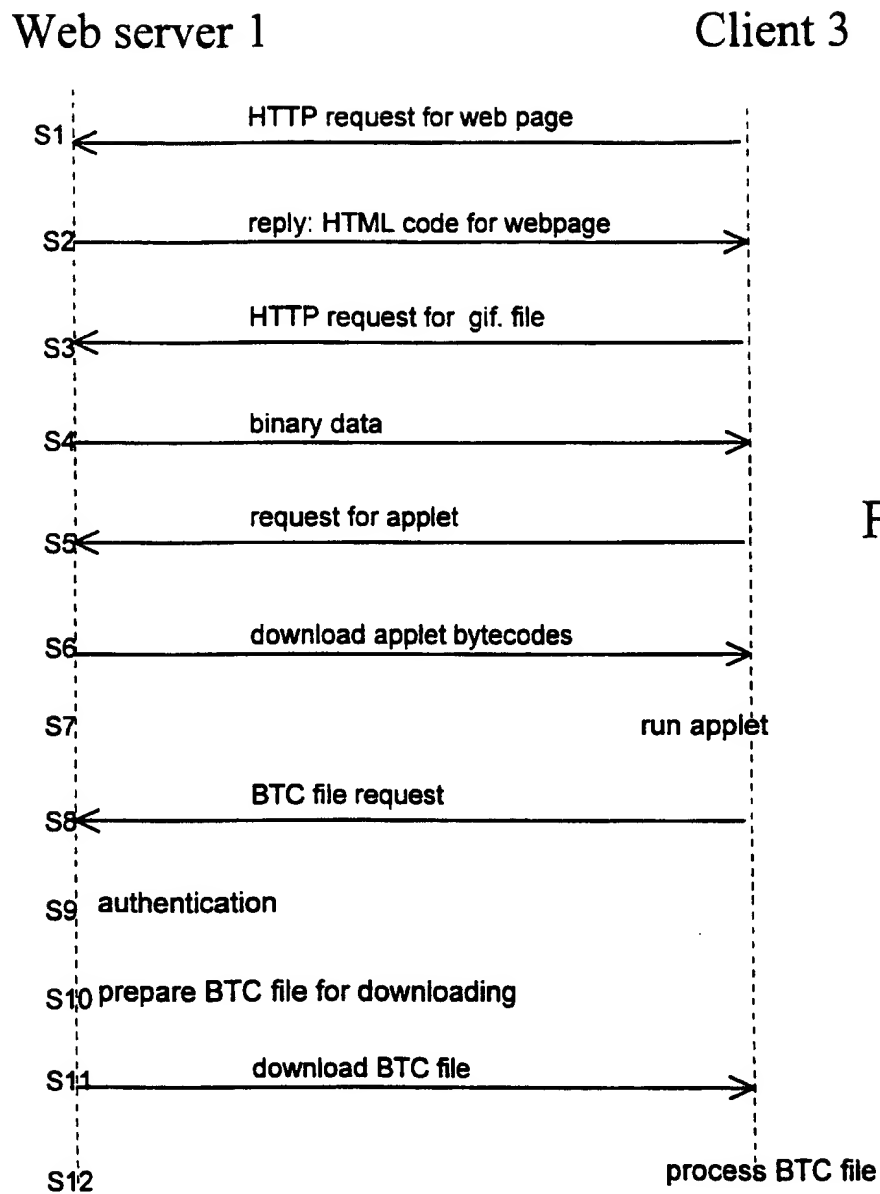 Web server 1
Client 3
S1
HTTP request for web page
S2
reply: HTML code for webpage
S3
HTTP request for gif. file
S4
binary data
S5
request for applet
F
S6
download applet bytecodes
S7
run applet
S8
BTC file request
S9
authentication
S10
prepare BTC file for downloading
S11
download BTC file
S12
process BTC file